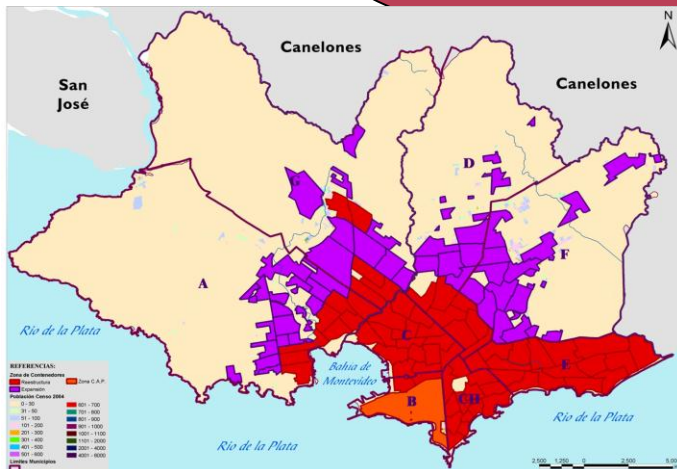 Canelones
N
San
José
Canelones
D
G
F
A
Río de la Plata
C
E
Bahía de
Montevideo
B
CH
Río de la Plata
Río de la Plata
REFERENCIAS:
Zona de Contenedores
Reestructura
Expansión
Zona C.A.P.
Población Censo 2004
0 - 30
31 - 50
51 - 100
101 - 200
201 - 300
301 - 400
401 - 500
501 - 600
601 - 700
701 - 800
801 - 900
901 - 1000
1001 - 1100
1101 - 2000
2001 - 4000
4001 - 6000
Límites Municipios
2.500 1.250 0 2.500